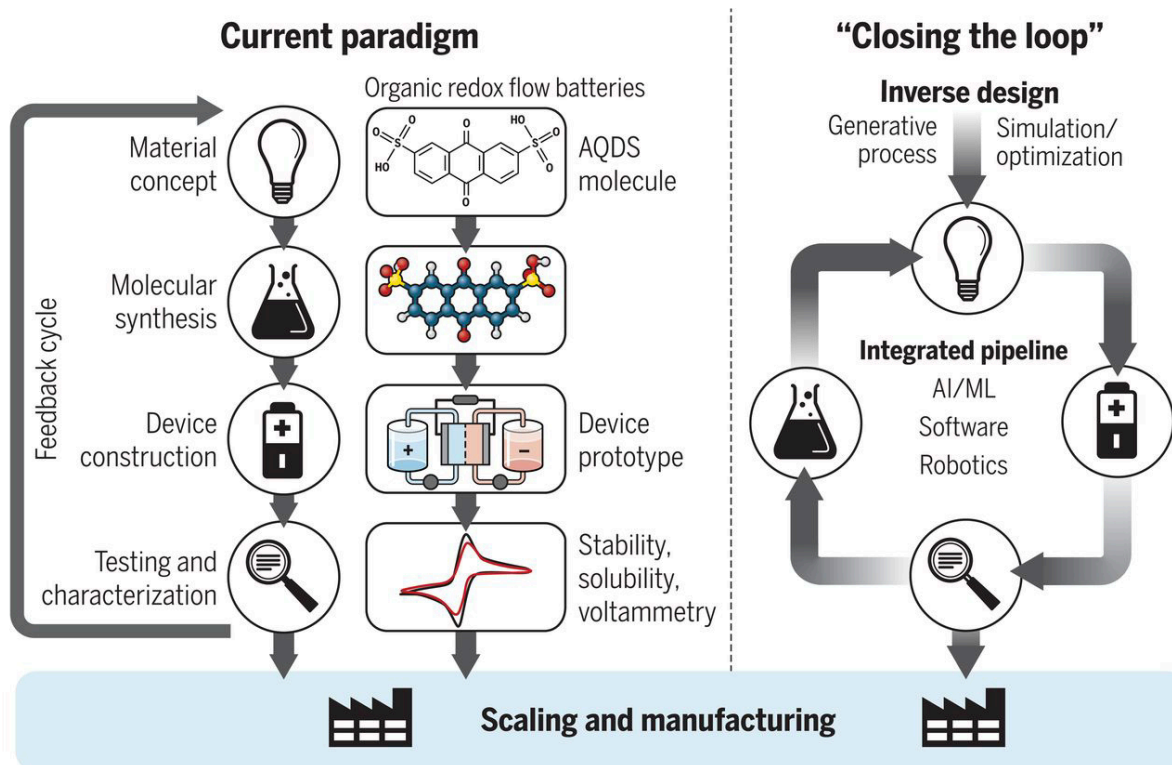 Current paradigm
Organic redox flow batteries
Feedback cycle
Material
concept
O
O
HO
S
O
O
HO
O
S
O
AQDS
molecule
Molecular
synthesis
Device
construction
+
-
+
−
Device
prototype
Testing and
characterization
Stability,
solubility,
voltammetry
“Closing the loop”
Inverse design
Generative
process
Simulation/
optimization
Integrated pipeline
AI/ML
Software
Robotics
+
-
Scaling and manufacturing